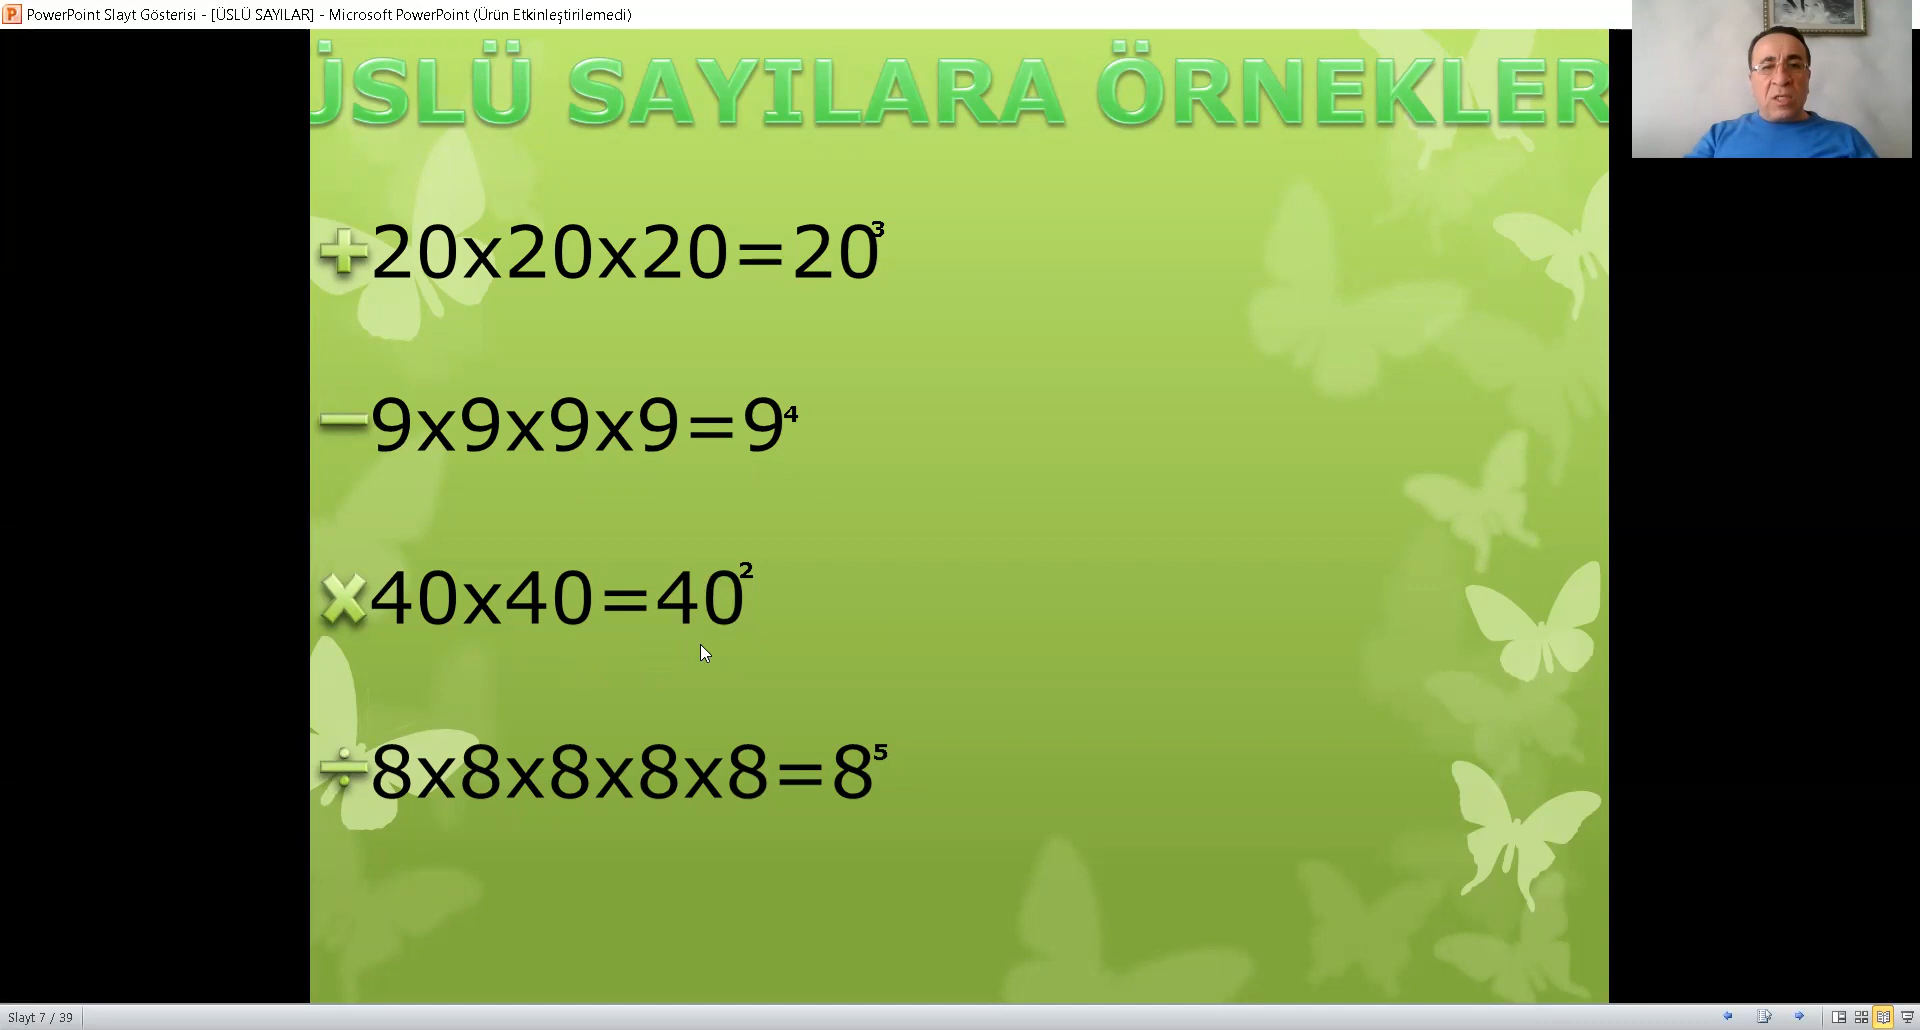 PowerPoint Slayt Gösterisi - [ÜSLÜ SAYILAR] - Microsoft PowerPoint (Ürün Etkinleştirilemedi)
ÜSLÜ SAYILARA ÖRNEKLER
20x20x20=20³
9x9x9x9=9⁴
40x40=40²
8x8x8x8x8=8⁵
Slayt 7 / 39